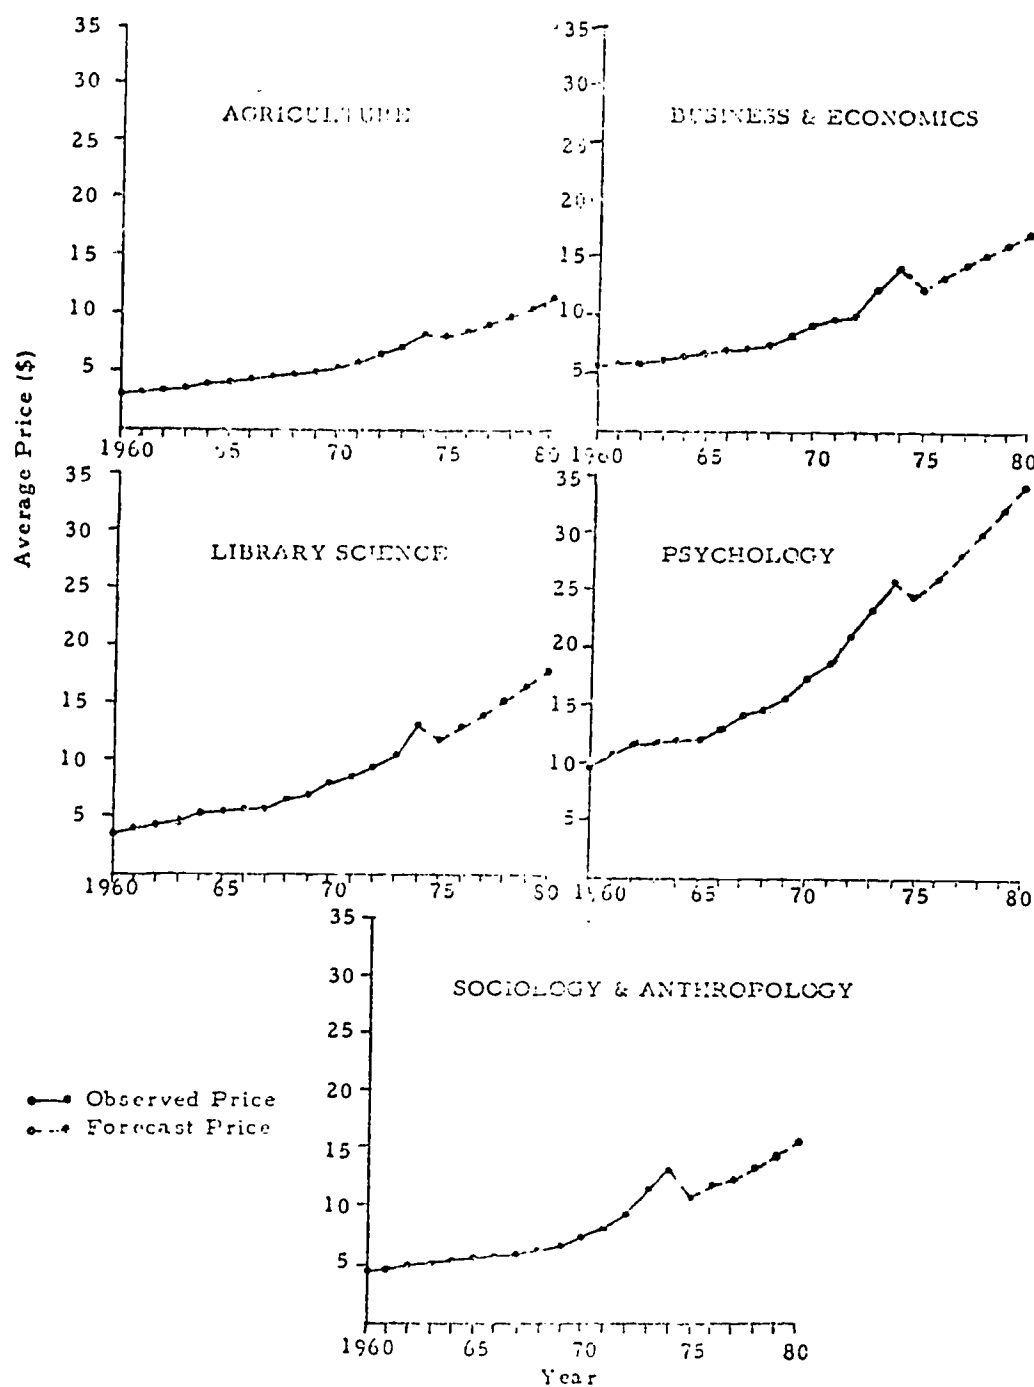 35
30
AGRICULTURE
25
20
15
10
5
1960 65 70 75 80
35
30
BUSINESS & ECONOMICS
25
20
15
10
5
1960 65 70 75 80
Average Price ($)
35
30
LIBRARY SCIENCE
25
20
15
10
5
1960 65 70 75 80
35
30
PSYCHOLOGY
25
20
15
10
5
1960 65 70 75 80
35
30
SOCIOLOGY & ANTHROPOLOGY
25
20
15
10
5
1960 65 70 75 80
Year
Observed Price
Forecast Price